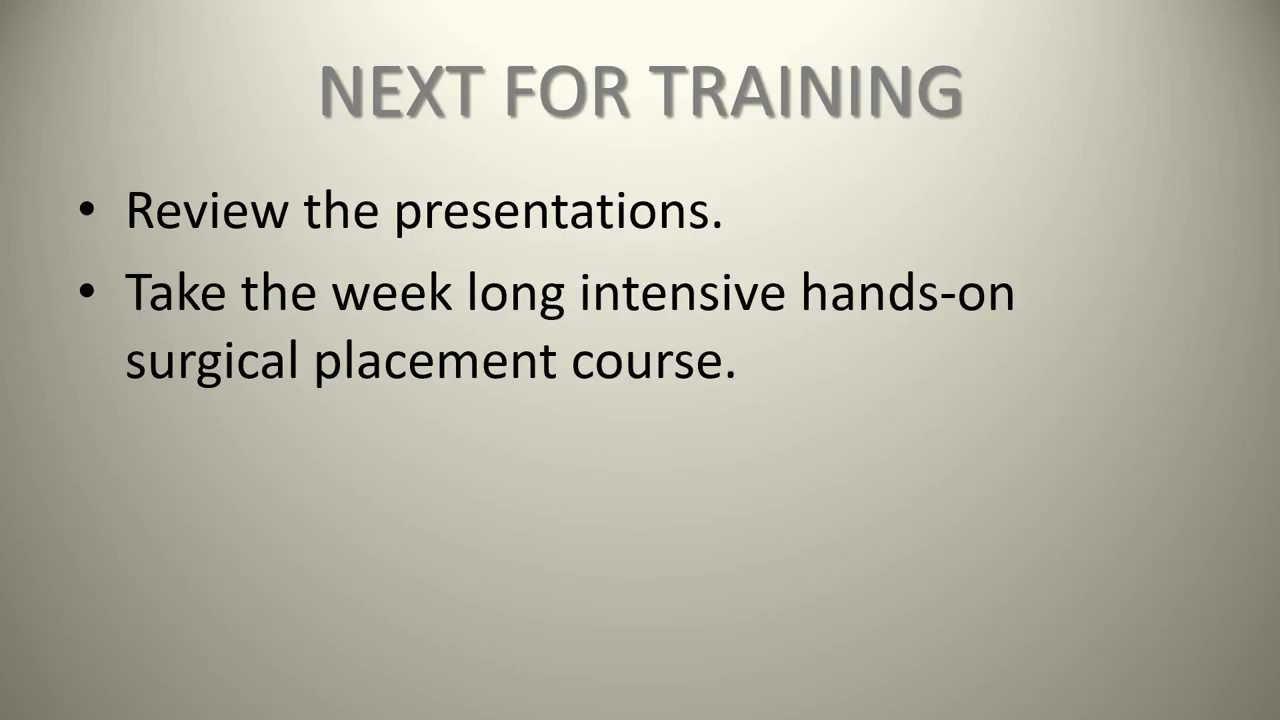 NEXT FOR TRAINING
• Review the presentations.
• Take the week long intensive hands-on
surgical placement course.